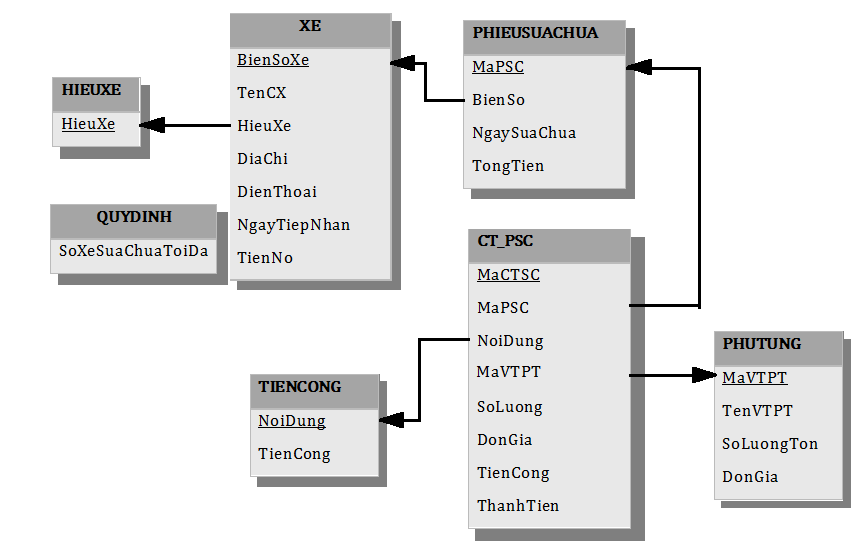 XE
BienSoXe
TenCX
HieuXe
DiaChi
DienThoai
NgayTiepNhan
TienNo
PHIEUSUACHUA
MaPSC
BienSo
NgaySuaChua
TongTien
HIEUXE
HieuXe
QUYDINH
SoXeSuaChuaToiDa
CT_PSC
MaCTSC
MaPSC
NoiDung
MaVTPT
SoLuong
DonGia
TienCong
ThanhTien
TIENCONG
NoiDung
TienCong
PHUTUNG
MaVTPT
TenVTPT
SoLuongTon
DonGia